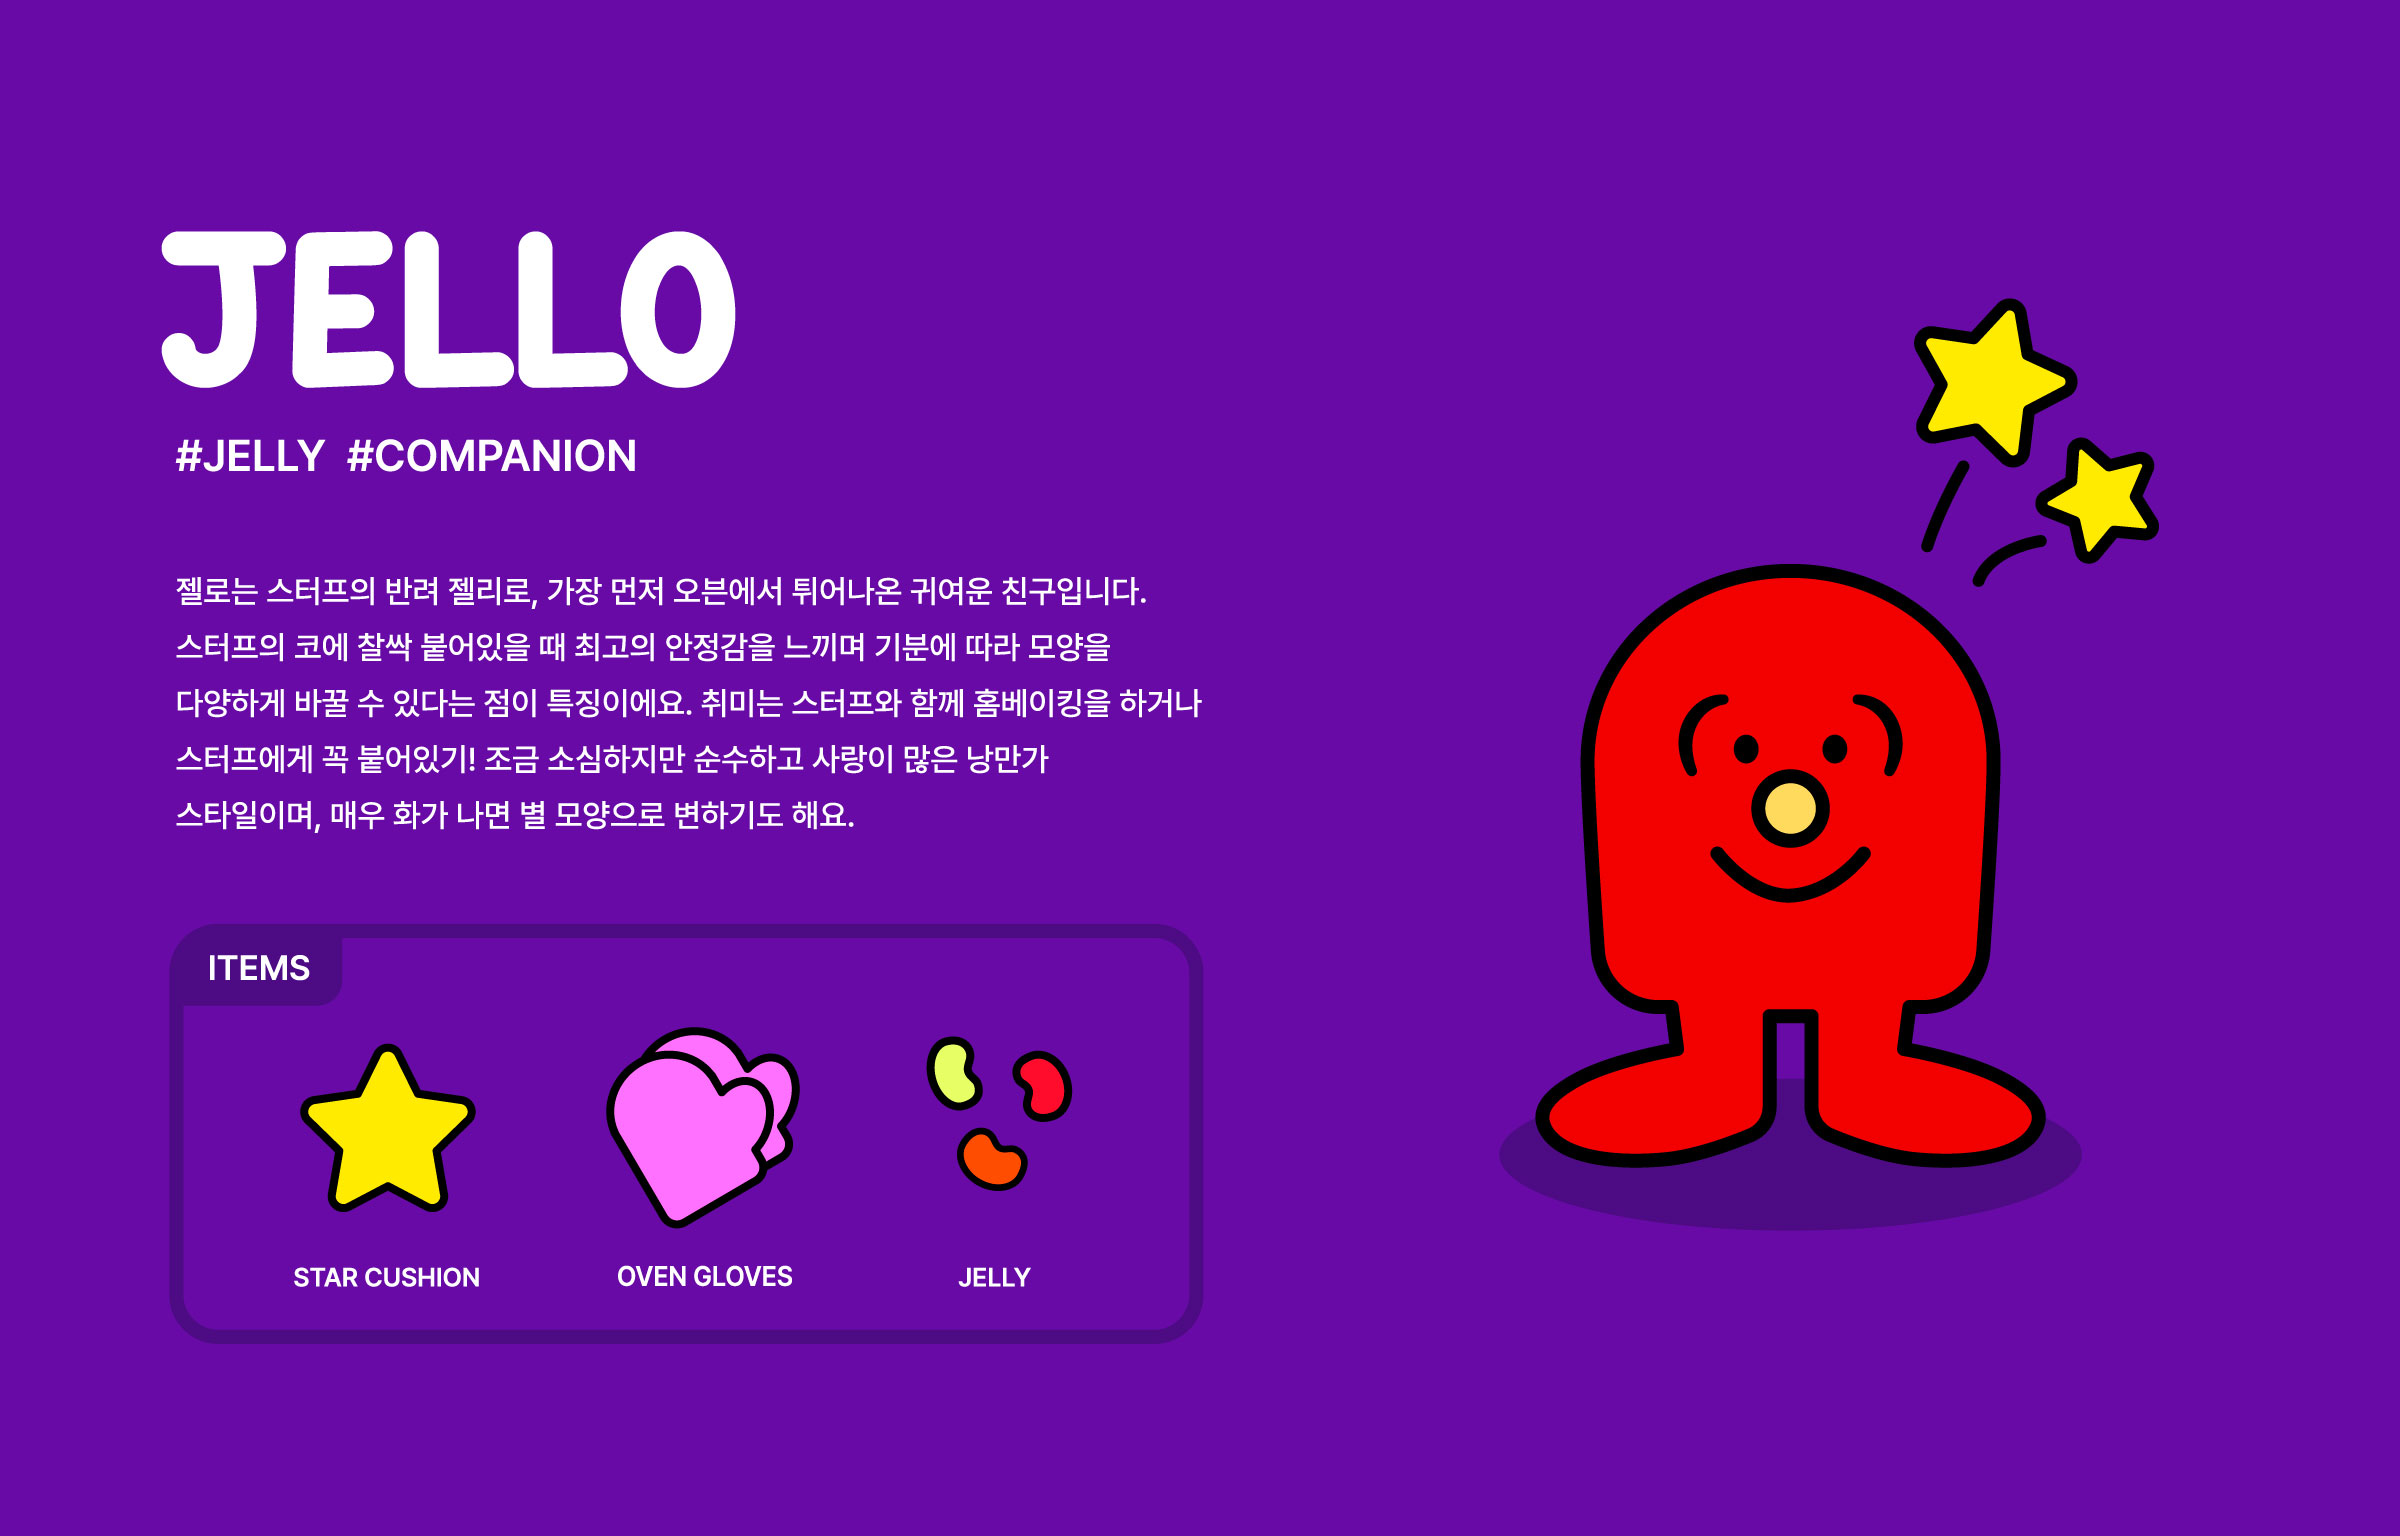 JELLO
#JELLY #COMPANION
젤로는 스터프의 반려 젤리로, 가장 먼저 오븐에서 튀어나온 귀여운 친구입니다.
스터프의 코에 찰싹 붙어있을 때 최고의 안정감을 느끼며 기분에 따라 모양을
다양하게 바꿀 수 있다는 점이 특징이에요. 취미는 스터프와 함께 홈베이킹을 하거나
스터프에게 꼭 붙어있기! 조금 소심하지만 순수하고 사랑이 많은 낭만가
스타일이며, 매우 화가 나면 별 모양으로 변하기도 해요.
ITEMS
STAR CUSHION
OVEN GLOVES
JELLY